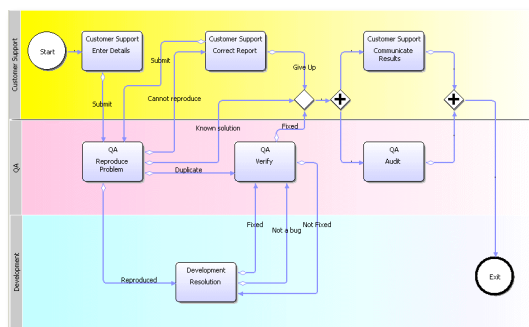 Customer Support
Start
Customer Support
Enter Details
Submit
Customer Support
Correct Report
Submit
Cannot reproduce
Give Up
Customer Support
Communicate
Results
QA
QA
Reproduce
Problem
Known solution
Duplicate
Fixed
QA
Verify
QA
Audit
Fixed
Not a bug
Not Fixed
Development
Reproduced
Development
Resolution
Exit